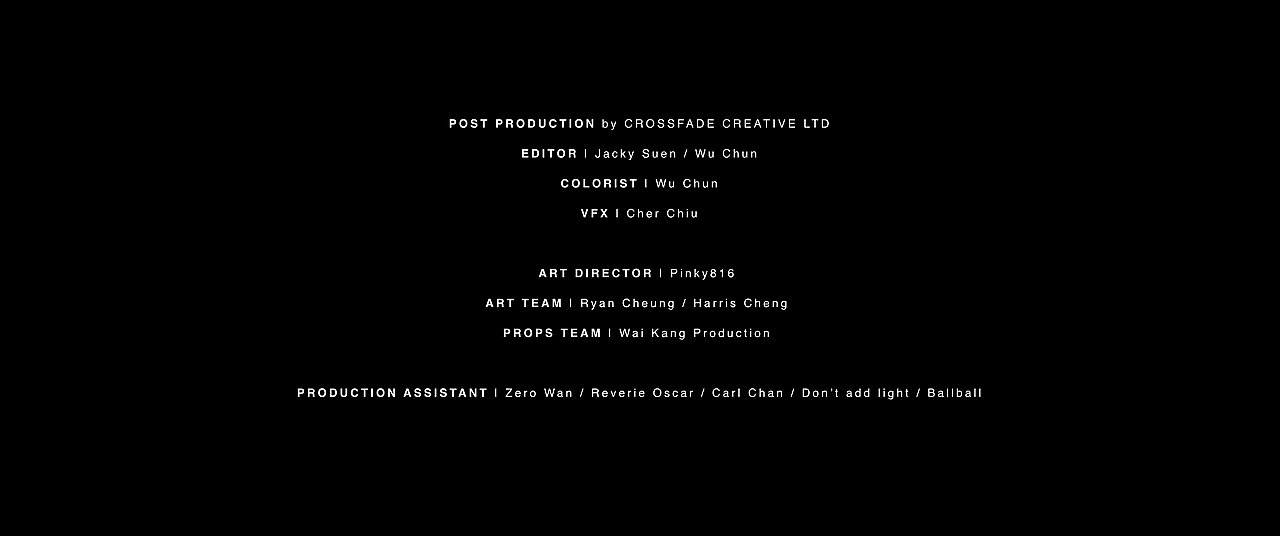 POST PRODUCTION by CROSSFADE CREATIVE LTD
EDITOR | Jacky Suen / Wu Chun
COLORIST | Wu Chun
VFX | Cher Chiu
ART DIRECTOR | Pinky816
ART TEAM | Ryan Cheung / Harris Cheng
PROPS TEAM | Wai Kang Production
PRODUCTION ASSISTANT | Zero Wan / Reverie Oscar / Carl Chan / Don't add light / Ballball